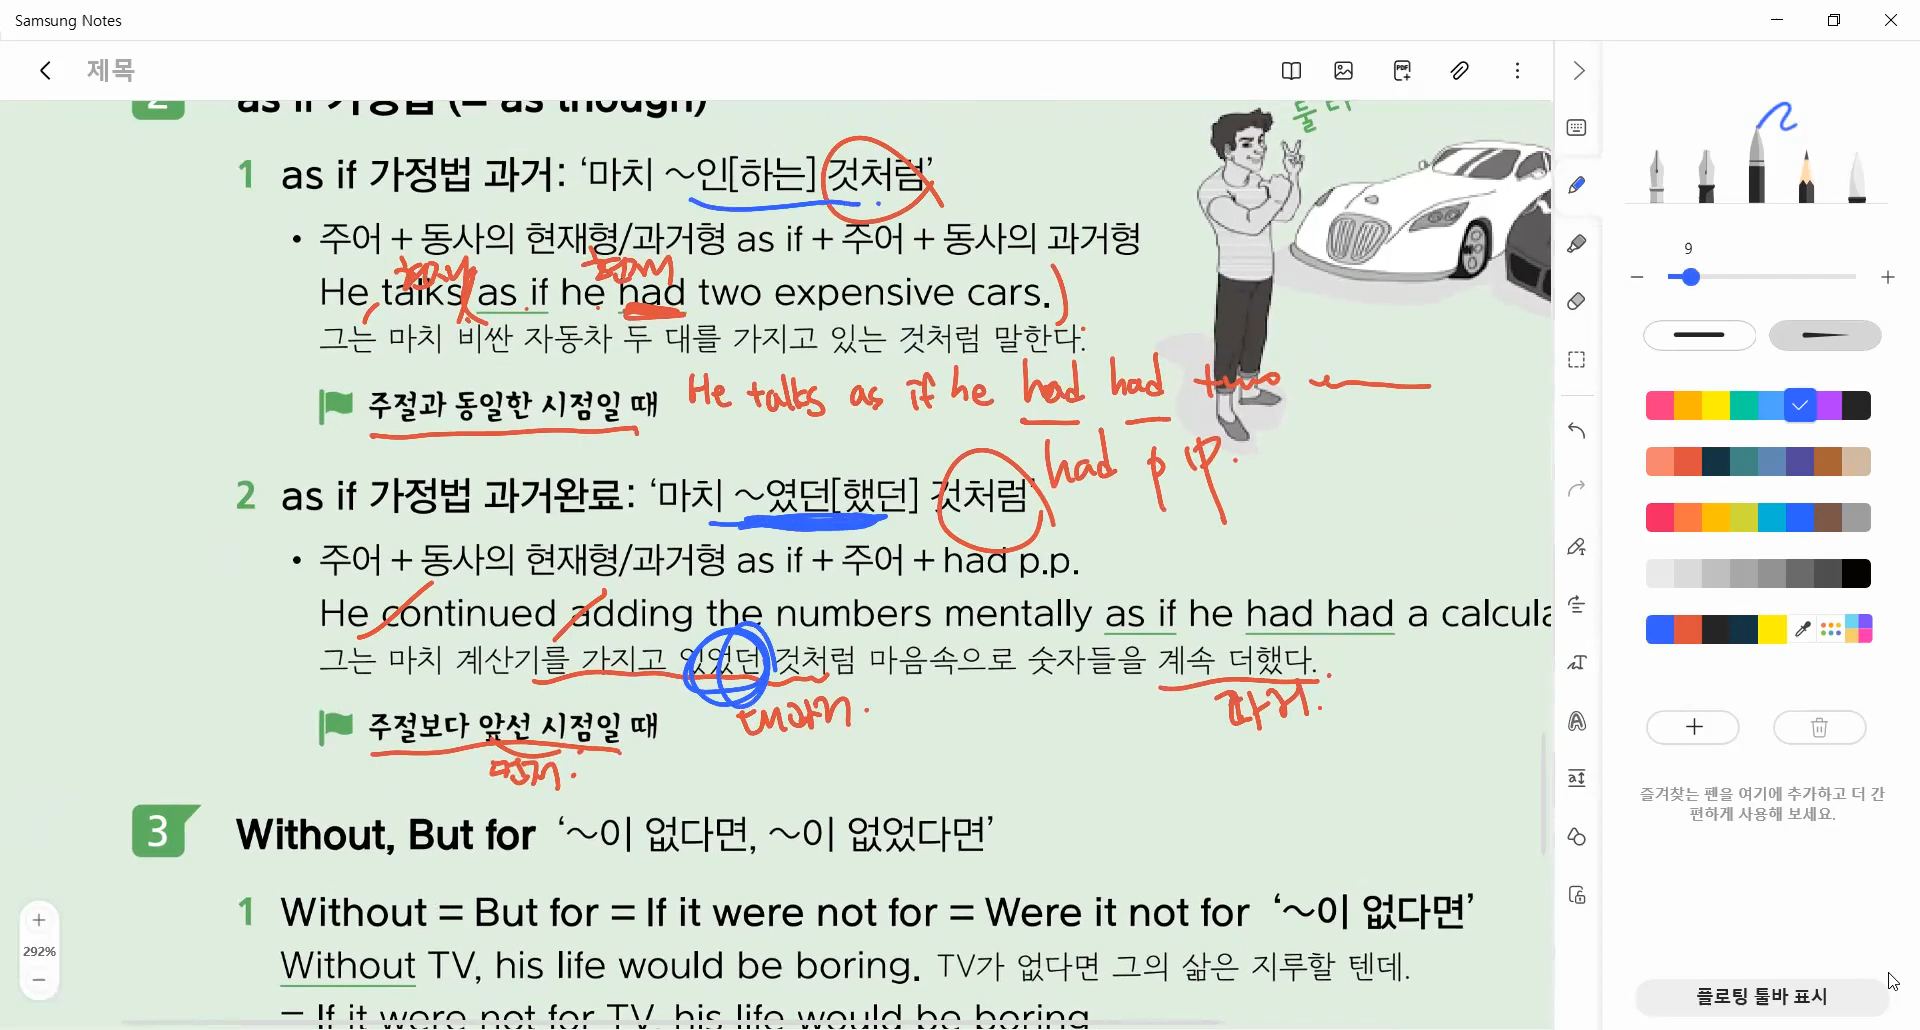 Samsung Notes
제목
2 as if 가정법 (= as though)
1 as if 가정법 과거: ‘마치 ～인[하는] 것처럼’
• 주어 + 동사의 현재형/과거형 as if + 주어 + 동사의 과거형
He talks as if he had two expensive cars.
그는 마치 비싼 자동차 두 대를 가지고 있는 것처럼 말한다.
주절과 동일한 시점일 때
He talks as if he had had two
had p.p.
2 as if 가정법 과거완료: ‘마치 ～였던[했던] 것처럼’
• 주어 + 동사의 현재형/과거형 as if + 주어 + had p.p.
He continued adding the numbers mentally as if he had had a calcula
그는 마치 계산기를 가지고 있었던 것처럼 마음속으로 숫자들을 계속 더했다.
과거.
주절보다 앞선 시점일 때
먼저.
3 Without, But for ‘～이 없다면, ～이 없었다면’
1 Without = But for = If it were not for = Were it not for ‘～이 없다면’
Without TV, his life would be boring. TV가 없다면 그의 삶은 지루할 텐데.
= If it were not for TV, his life would be boring
292%
9
즐겨찾는 펜을 여기에 추가하고 더 간
편하게 사용해 보세요.
플로팅 툴바 표시